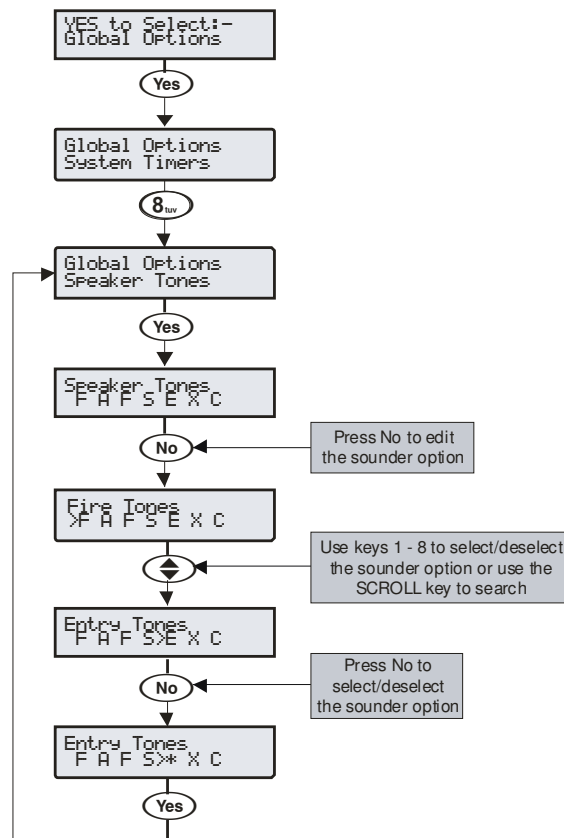 YES to Select:-
Global Options
Yes
Global Options
System Timers
8tuv
Global Options
Speaker Tones
Yes
Speaker Tones
F A F S E X C
No
Press No to edit
the sounder option
Fire Tones
>F A F S E X C
Use keys 1 - 8 to select/deselect
the sounder option or use the
SCROLL key to search
Entry Tones
F A F S>E X C
No
Press No to
select/deselect
the sounder option
Entry Tones
F A F S>* X C
Yes